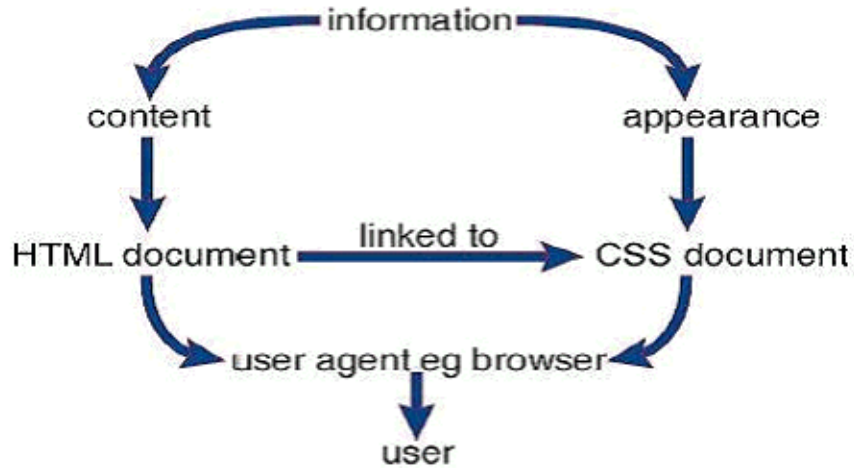 information
content
appearance
linked to
HTML document
CSS document
user agent eg browser
user